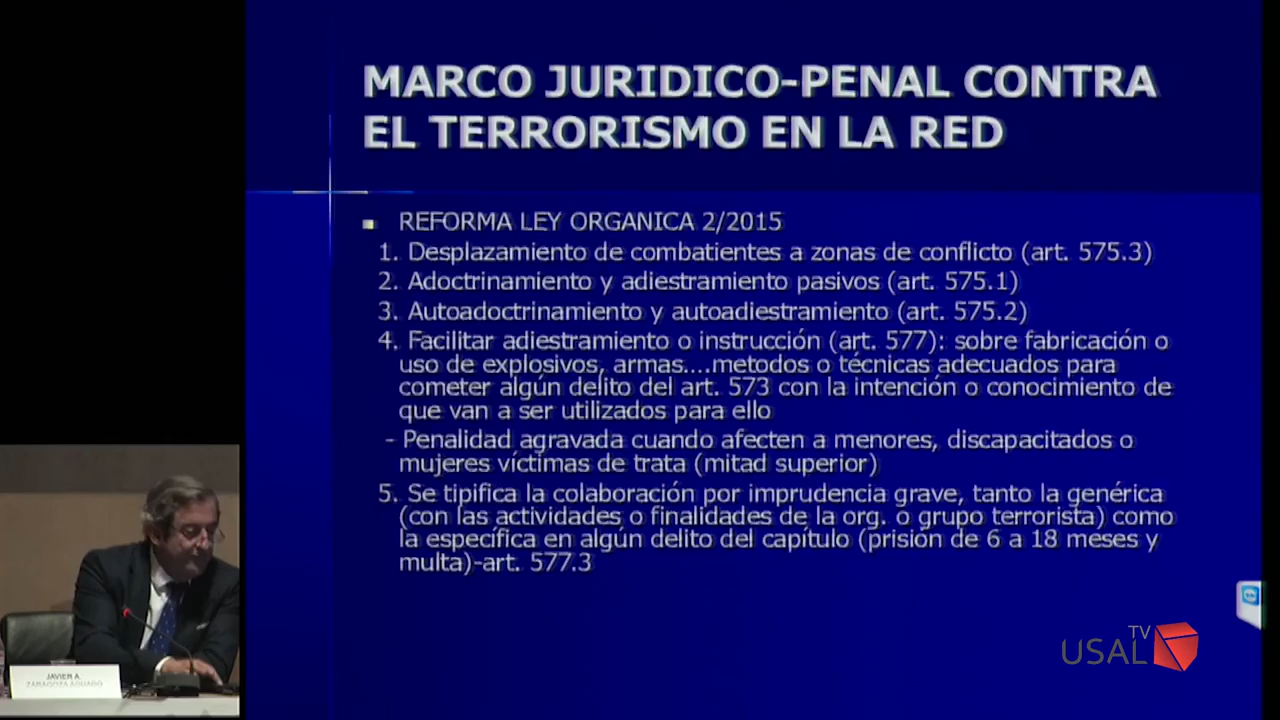 MARCO JURIDICO-PENAL CONTRA
EL TERRORISMO EN LA RED
REFORMA LEY ORGANICA 2/2015
1. Desplazamiento de combatientes a zonas de conflicto (art. 575.3)
2. Adoctrinamiento y adiestramiento pasivos (art. 575.1)
3. Autoadoctrinamiento y autoadiestramiento (art. 575.2)
4. Facilitar adiestramiento o instrucción (art. 577): sobre fabricación o
uso de explosivos, armas....metodos o técnicas adecuados para
cometer algún delito del art. 573 con la intención o conocimiento de
que van a ser utilizados para ello
- Penalidad agravada cuando afecten a menores, discapacitados o
mujeres víctimas de trata (mitad superior)
5. Se tipifica la colaboración por imprudencia grave, tanto la genérica
(con las actividades o finalidades de la org. o grupo terrorista) como
la específica en algún delito del capítulo (prisión de 6 a 18 meses y
multa)-art. 577.3
JAVIER A.
ZARAGOZA AGUADO
USAL TV